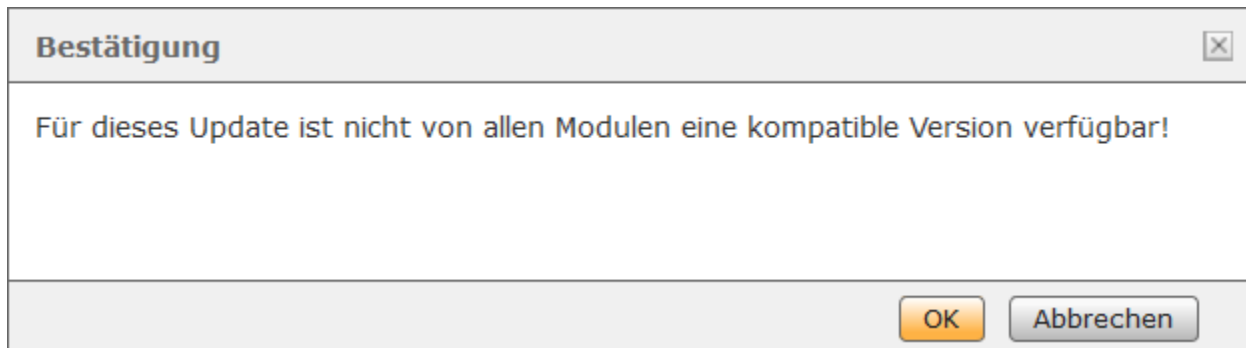 Bestätigung
Für dieses Update ist nicht von allen Modulen eine kompatible Version verfügbar!
OK
Abbrechen